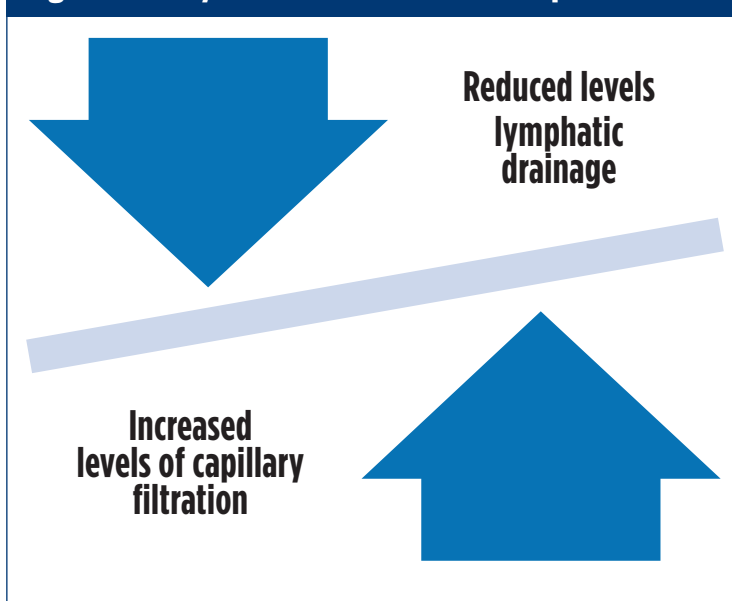 Reduced levels
lymphatic
drainage
Increased
levels of capillary
filtration